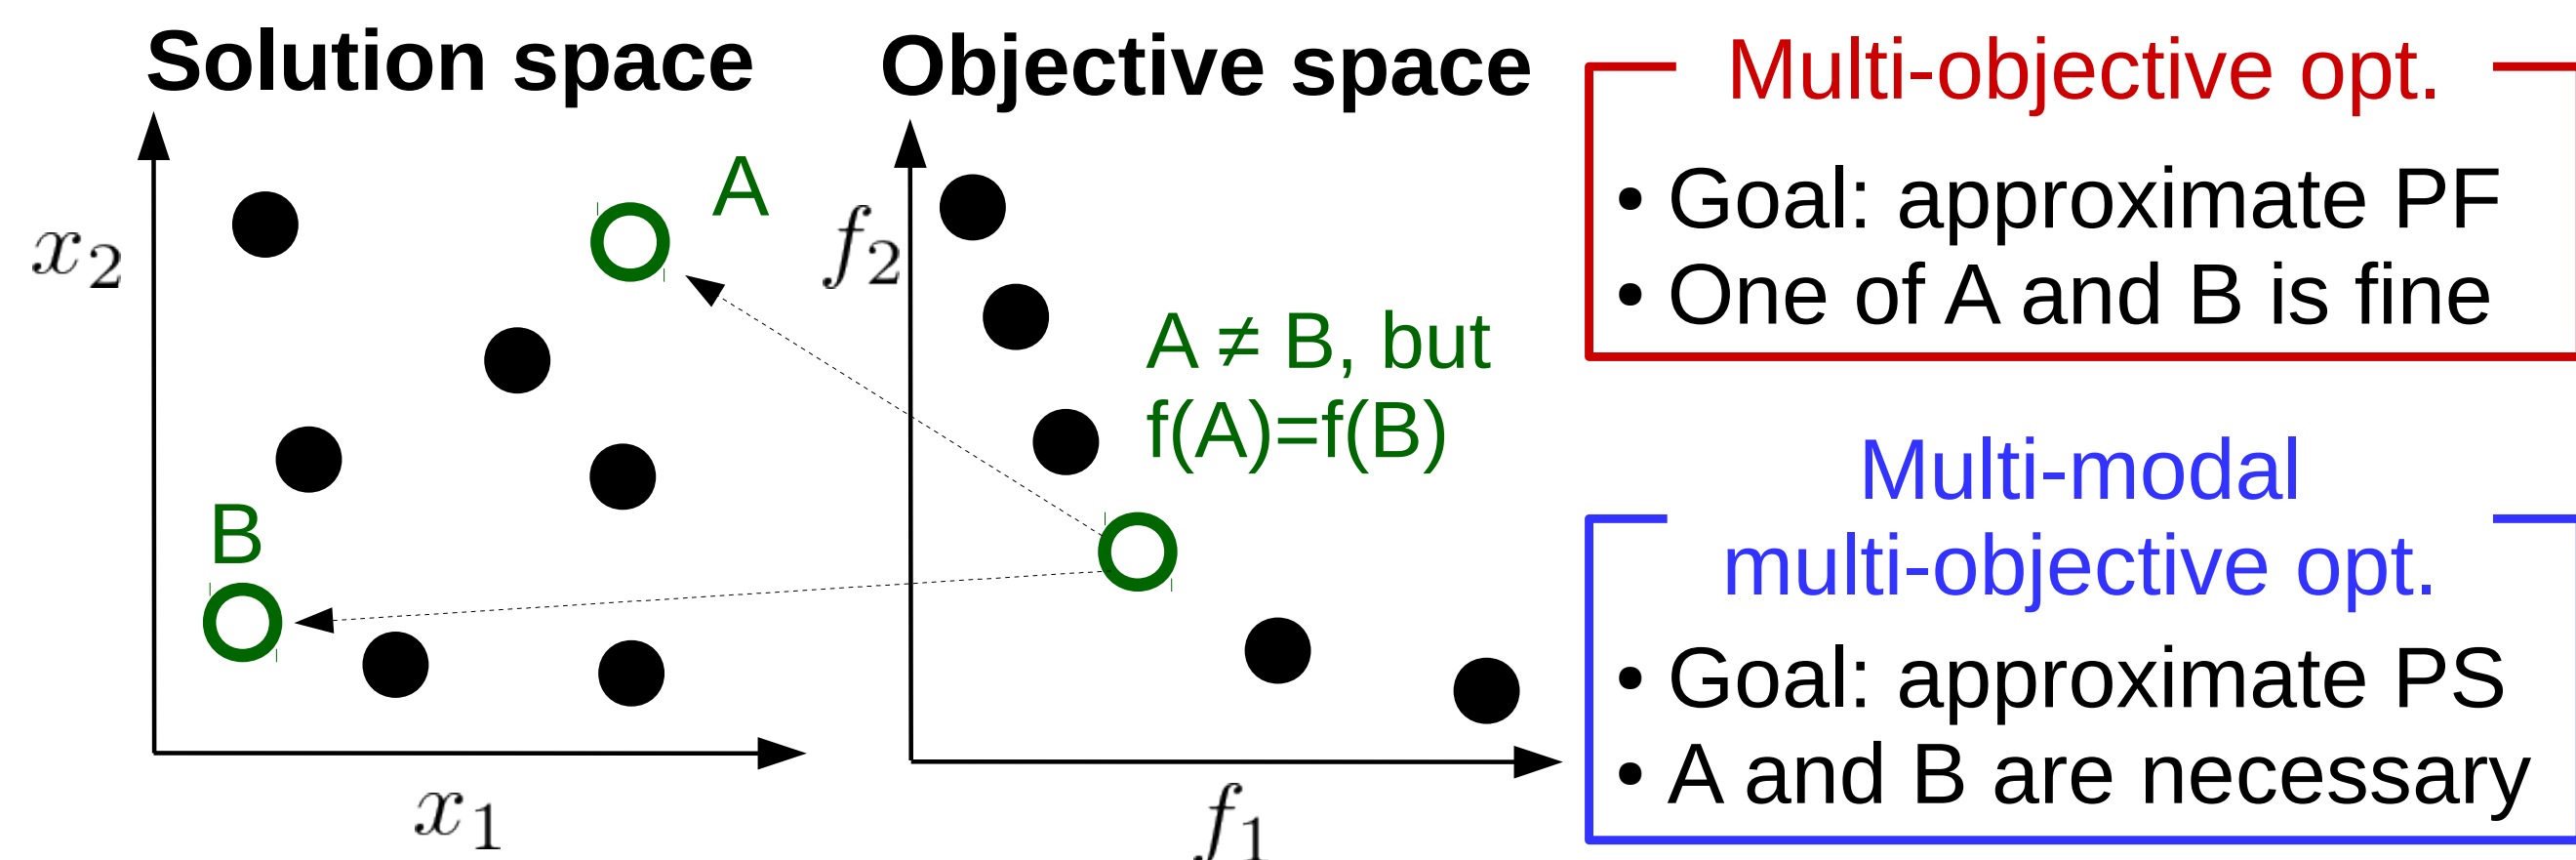 Solution space
x2
A
B
x1
Objective space
f2
A ≠ B, but
f(A)=f(B)
f1
Multi-objective opt.
• Goal: approximate PF
• One of A and B is fine
Multi-modal
multi-objective opt.
• Goal: approximate PS
• A and B are necessary